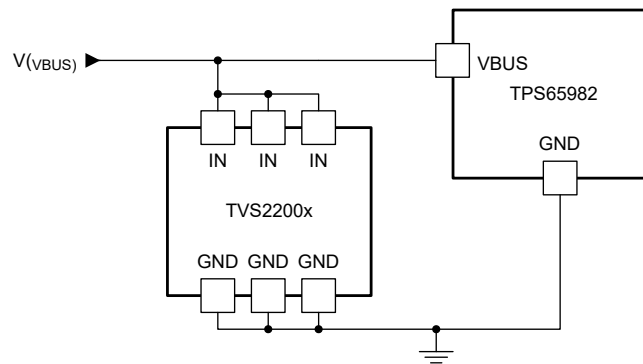 V(VBUS)
VBUS
TPS65982
GND
IN IN IN
TVS2200x
GND GND GND